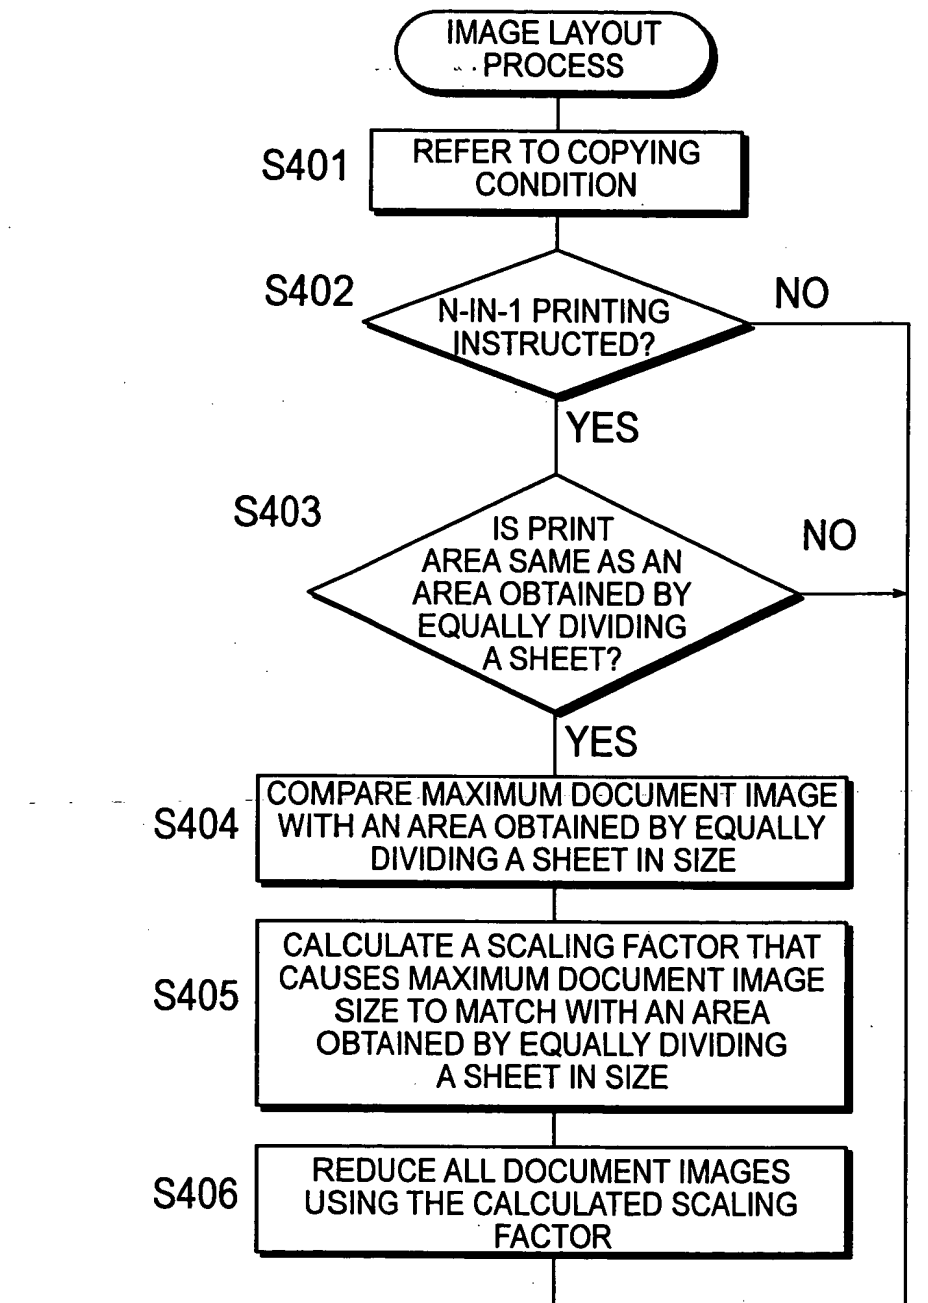 IMAGE LAYOUT
PROCESS
S401
REFER TO COPYING
CONDITION
S402
N-IN-1 PRINTING
INSTRUCTED?
NO
YES
S403
IS PRINT
AREA SAME AS AN
AREA OBTAINED BY
EQUALLY DIVIDING
A SHEET?
NO
YES
S404
COMPARE MAXIMUM DOCUMENT IMAGE
WITH AN AREA OBTAINED BY EQUALLY
DIVIDING A SHEET IN SIZE
S405
CALCULATE A SCALING FACTOR THAT
CAUSES MAXIMUM DOCUMENT IMAGE
SIZE TO MATCH WITH AN AREA
OBTAINED BY EQUALLY DIVIDING
A SHEET IN SIZE
S406
REDUCE ALL DOCUMENT IMAGES
USING THE CALCULATED SCALING
FACTOR